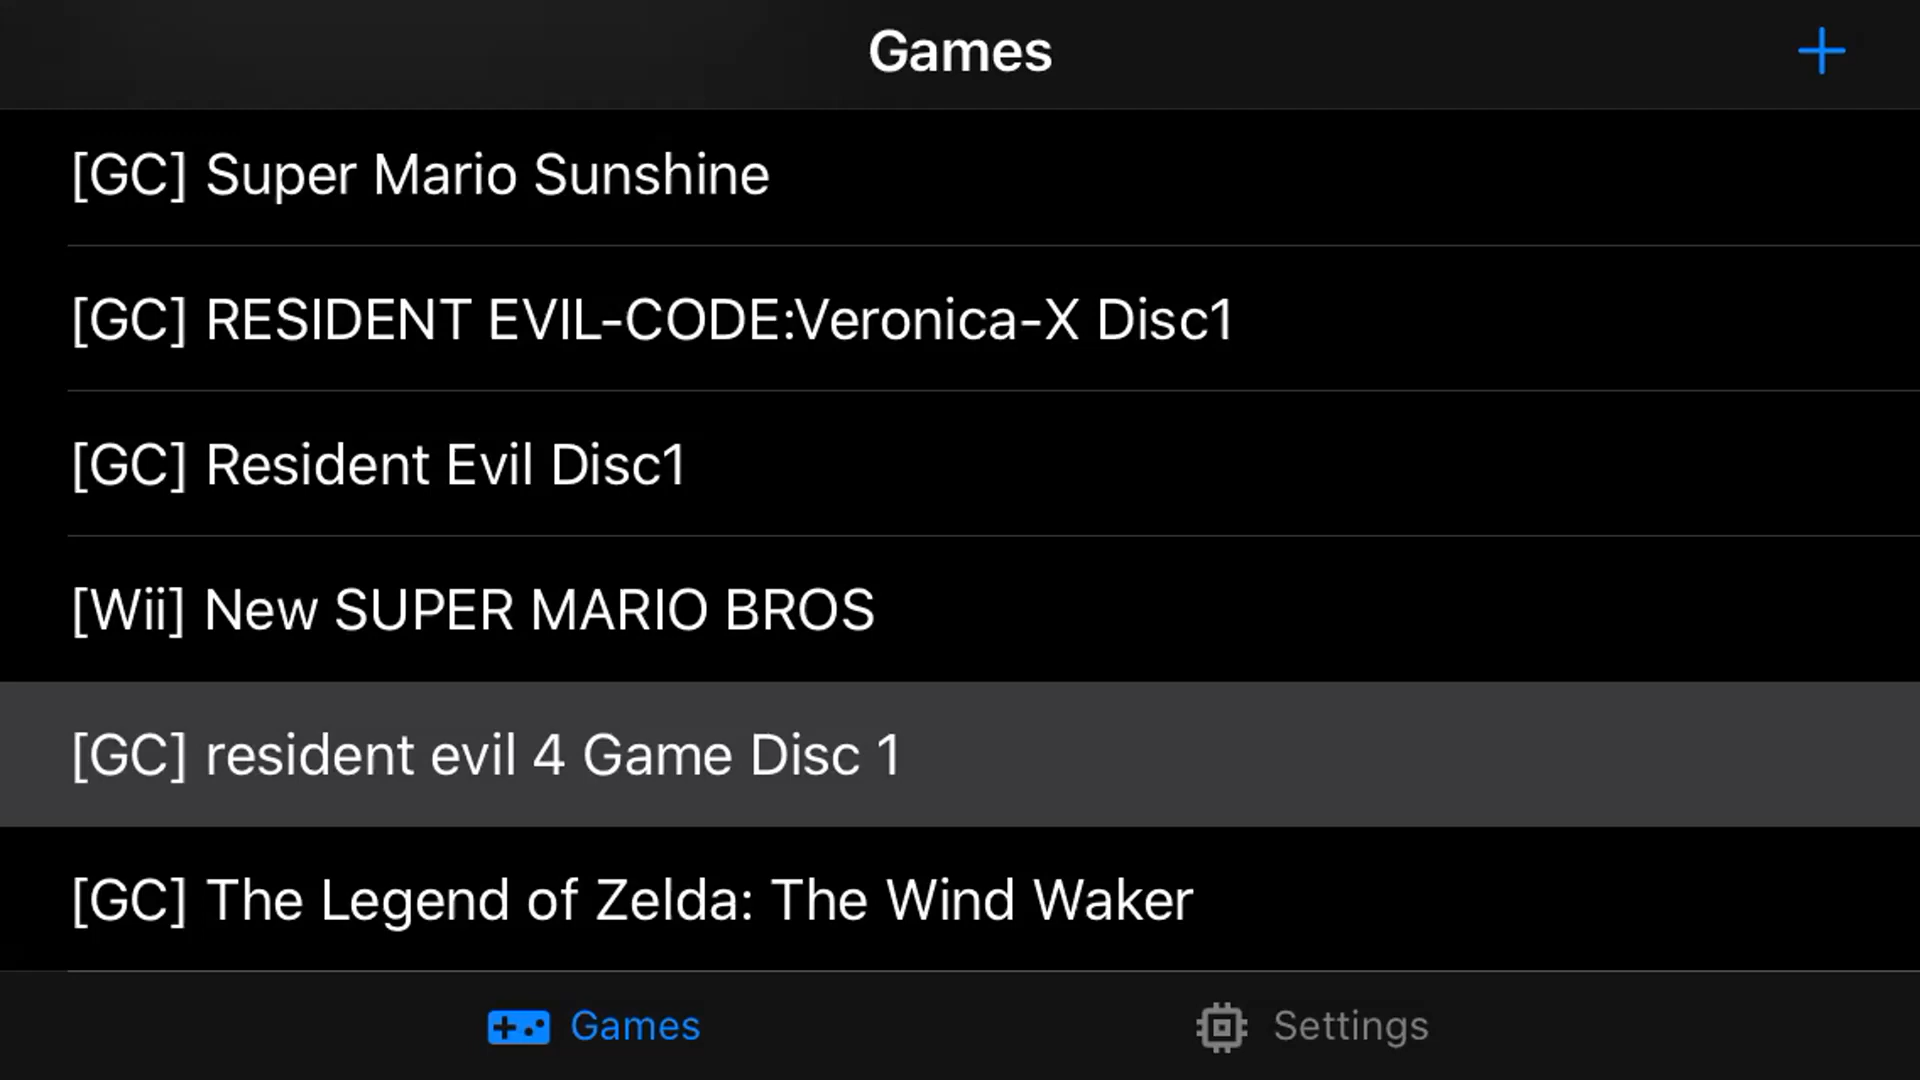 Games
[GC] Super Mario Sunshine
[GC] RESIDENT EVIL-CODE:Veronica-X Disc1
[GC] Resident Evil Disc1
[Wii] New SUPER MARIO BROS
[GC] resident evil 4 Game Disc 1
[GC] The Legend of Zelda: The Wind Waker
Games Settings